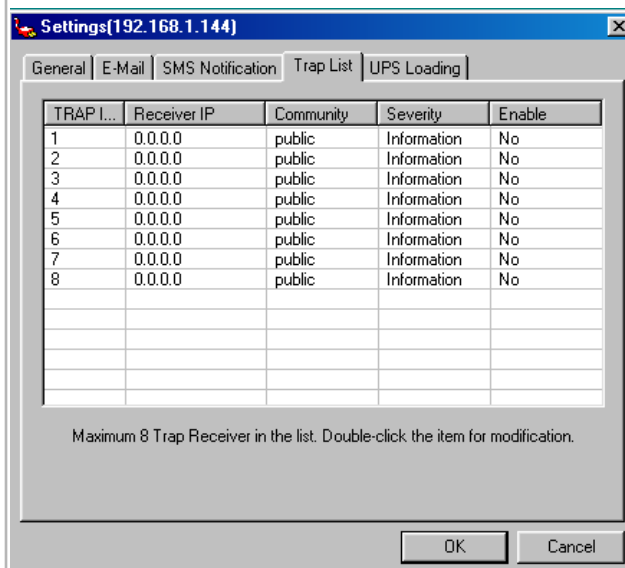 Settings(192.168.1.144)
General E-Mail SMS Notification Trap List UPS Loading
TRAP I... Receiver IP Community Severity Enable
1 0.0.0.0 public Information No
2 0.0.0.0 public Information No
3 0.0.0.0 public Information No
4 0.0.0.0 public Information No
5 0.0.0.0 public Information No
6 0.0.0.0 public Information No
7 0.0.0.0 public Information No
8 0.0.0.0 public Information No
Maximum 8 Trap Receiver in the list. Double-click the item for modification.
OK Cancel